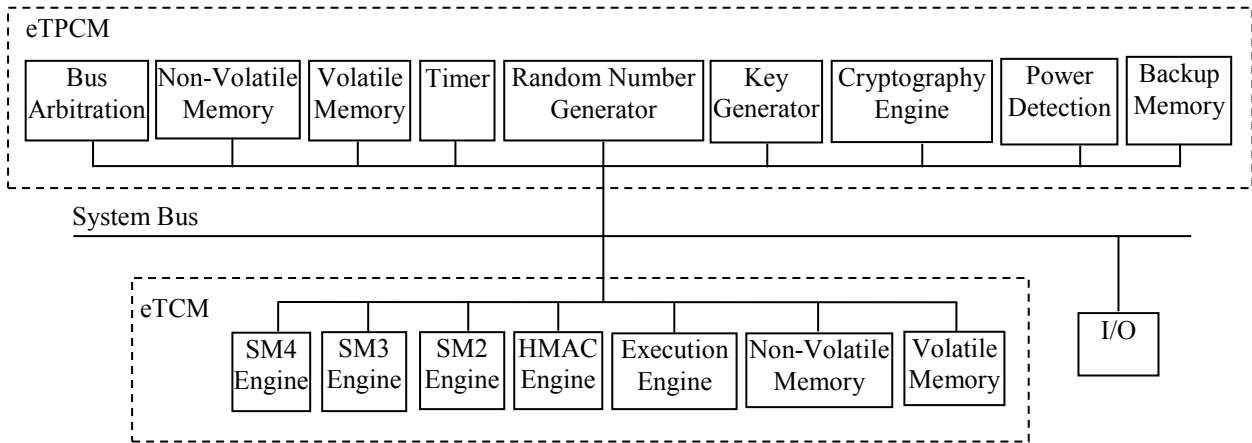 eTPCM
Bus
Arbitration
Non-Volatile
Memory
Volatile
Memory
Timer
Random Number
Generator
Key
Generator
Cryptography
Engine
Power
Detection
Backup
Memory
System Bus
eTCM
SM4
Engine
SM3
Engine
SM2
Engine
HMAC
Engine
Execution
Engine
Non-Volatile
Memory
Volatile
Memory
I/O